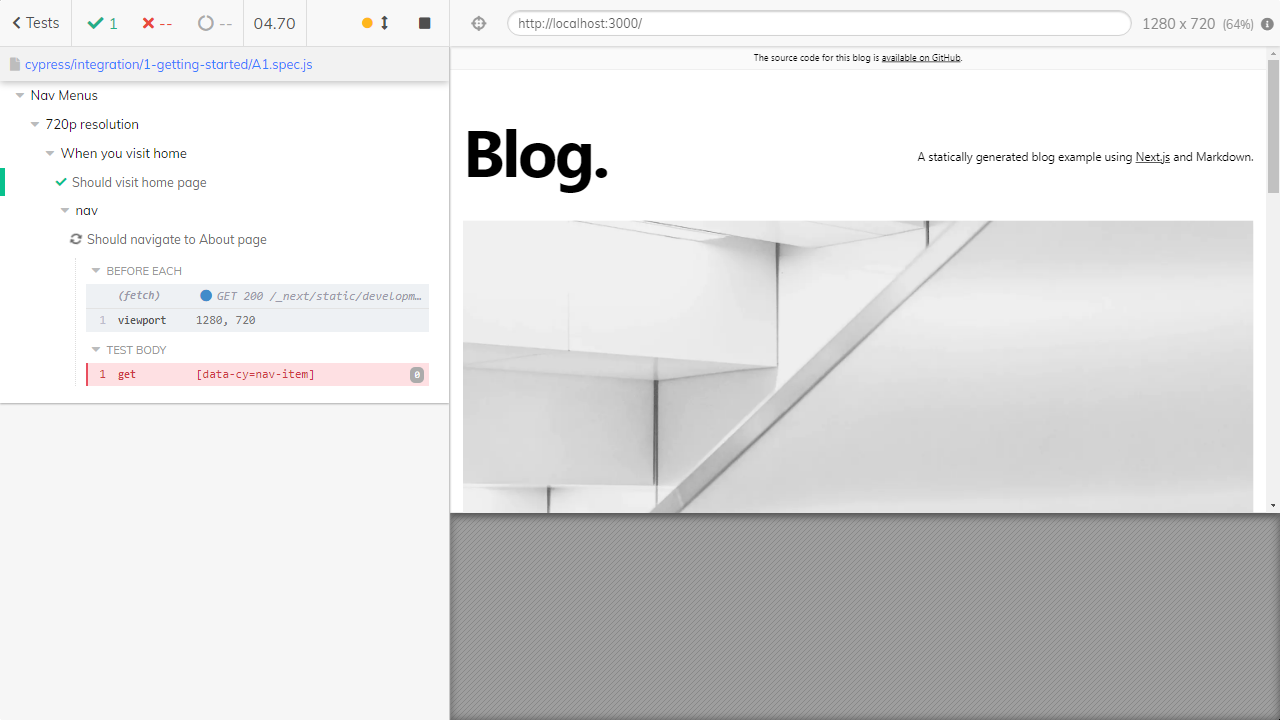 Tests
1
--
--
04.70
http://localhost:3000/
1280 x 720 (64%)
cypress/integration/1-getting-started/A1.spec.js
Nav Menus
720p resolution
When you visit home
Should visit home page
nav
Should navigate to About page
BEFORE EACH
(fetch) GET 200 /_next/static/developm…
1 viewport 1280, 720
TEST BODY
1 get [data-cy=nav-item] 0
The source code for this blog is available on GitHub.
Blog.
A statically generated blog example using Next.js and Markdown.